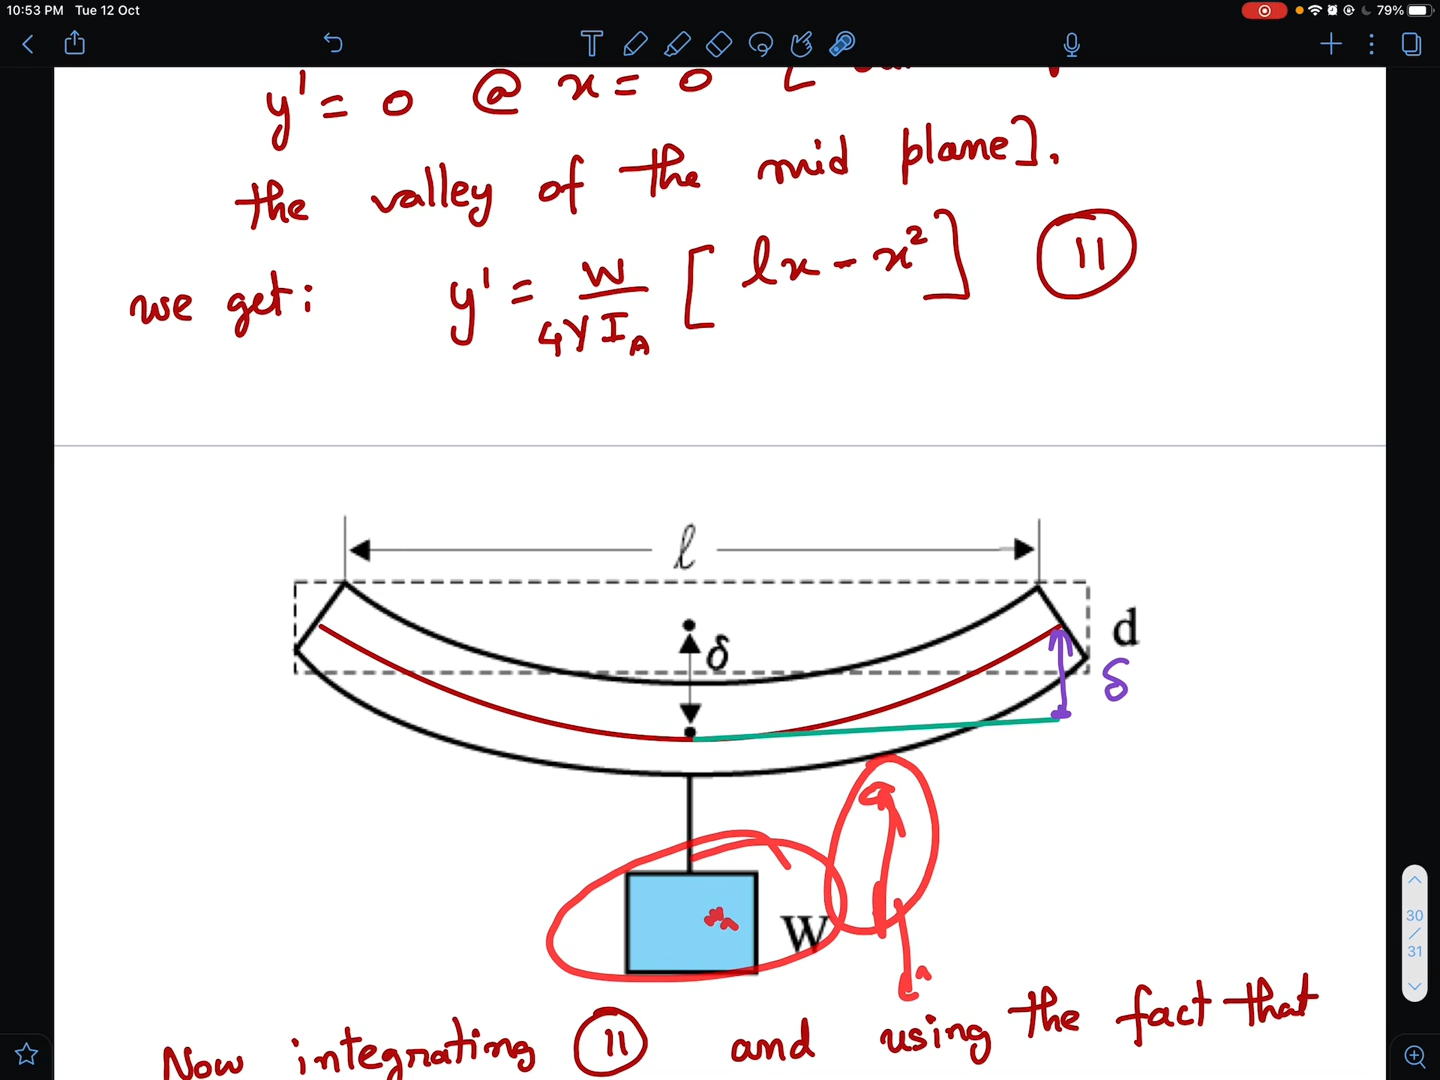 10:53 PM Tue 12 Oct
79%
y' = 0 @ x = 0 [
the valley of the mid plane].
we get: y' = W/4YI_A [lx - x²] 11
l
δ
d
δ
W
30
/
31
Now integrating 11 and using the fact that